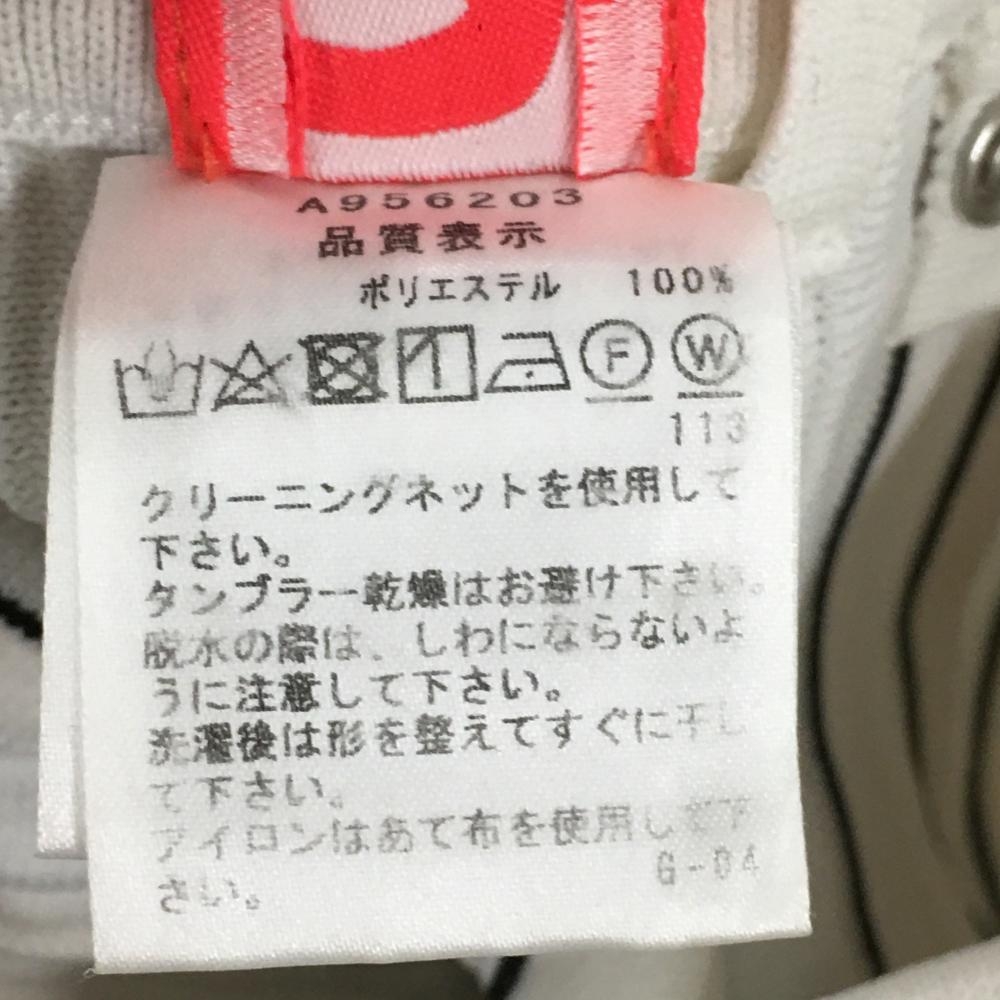 A956203
品質表示
ポリエステル 100%
F W
113
クリーニングネットを使用して
下さい。
タンブラー乾燥はお避け下さい。
脱水の際は、しわにならないよ
うに注意して下さい。
洗濯後は形を整えてすぐに干し
て下さい。
アイロンはあて布を使用して下
さい。
G-04